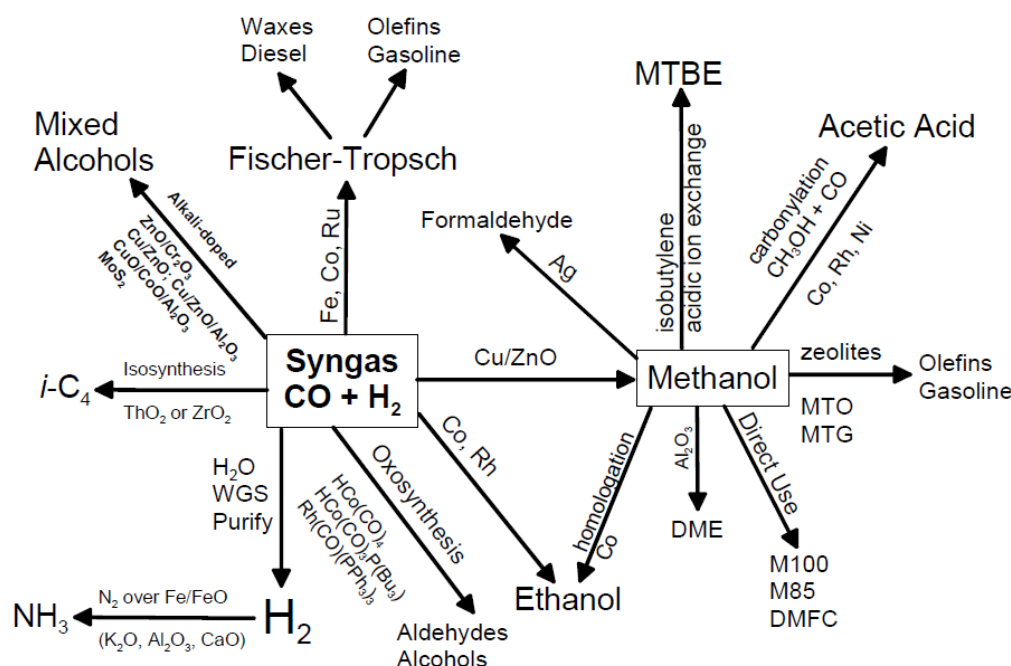 Waxes
Diesel
Olefins
Gasoline
MTBE
Mixed
Alcohols
Fischer-Tropsch
Acetic Acid
Alkali-doped
ZnO/Cr₂O₃
Cu/ZnO; Cu/ZnO/Al₂O₃
CuO/CoO/Al₂O₃
MoS₂
Fe, Co, Ru
Formaldehyde
Ag
isobutylene
acidic ion exchange
carbonylation
CH₃OH + CO
Co, Rh, Ni
Syngas
CO + H₂
Cu/ZnO
Methanol
zeolites
MTO
MTG
Olefins
Gasoline
i-C₄
Isosynthesis
ThO₂ or ZrO₂
H₂O
WGS
Purify
Oxosynthesis
HCo(CO)₄
HCo(CO)₃P(Bu₃)
Rh(CO)(PPh₃)₃
Co, Rh
homologation
Co
Al₂O₃
Direct Use
DME
M100
M85
DMFC
Ethanol
Aldehydes
Alcohols
NH₃
N₂ over Fe/FeO
(K₂O, Al₂O₃, CaO)
H₂